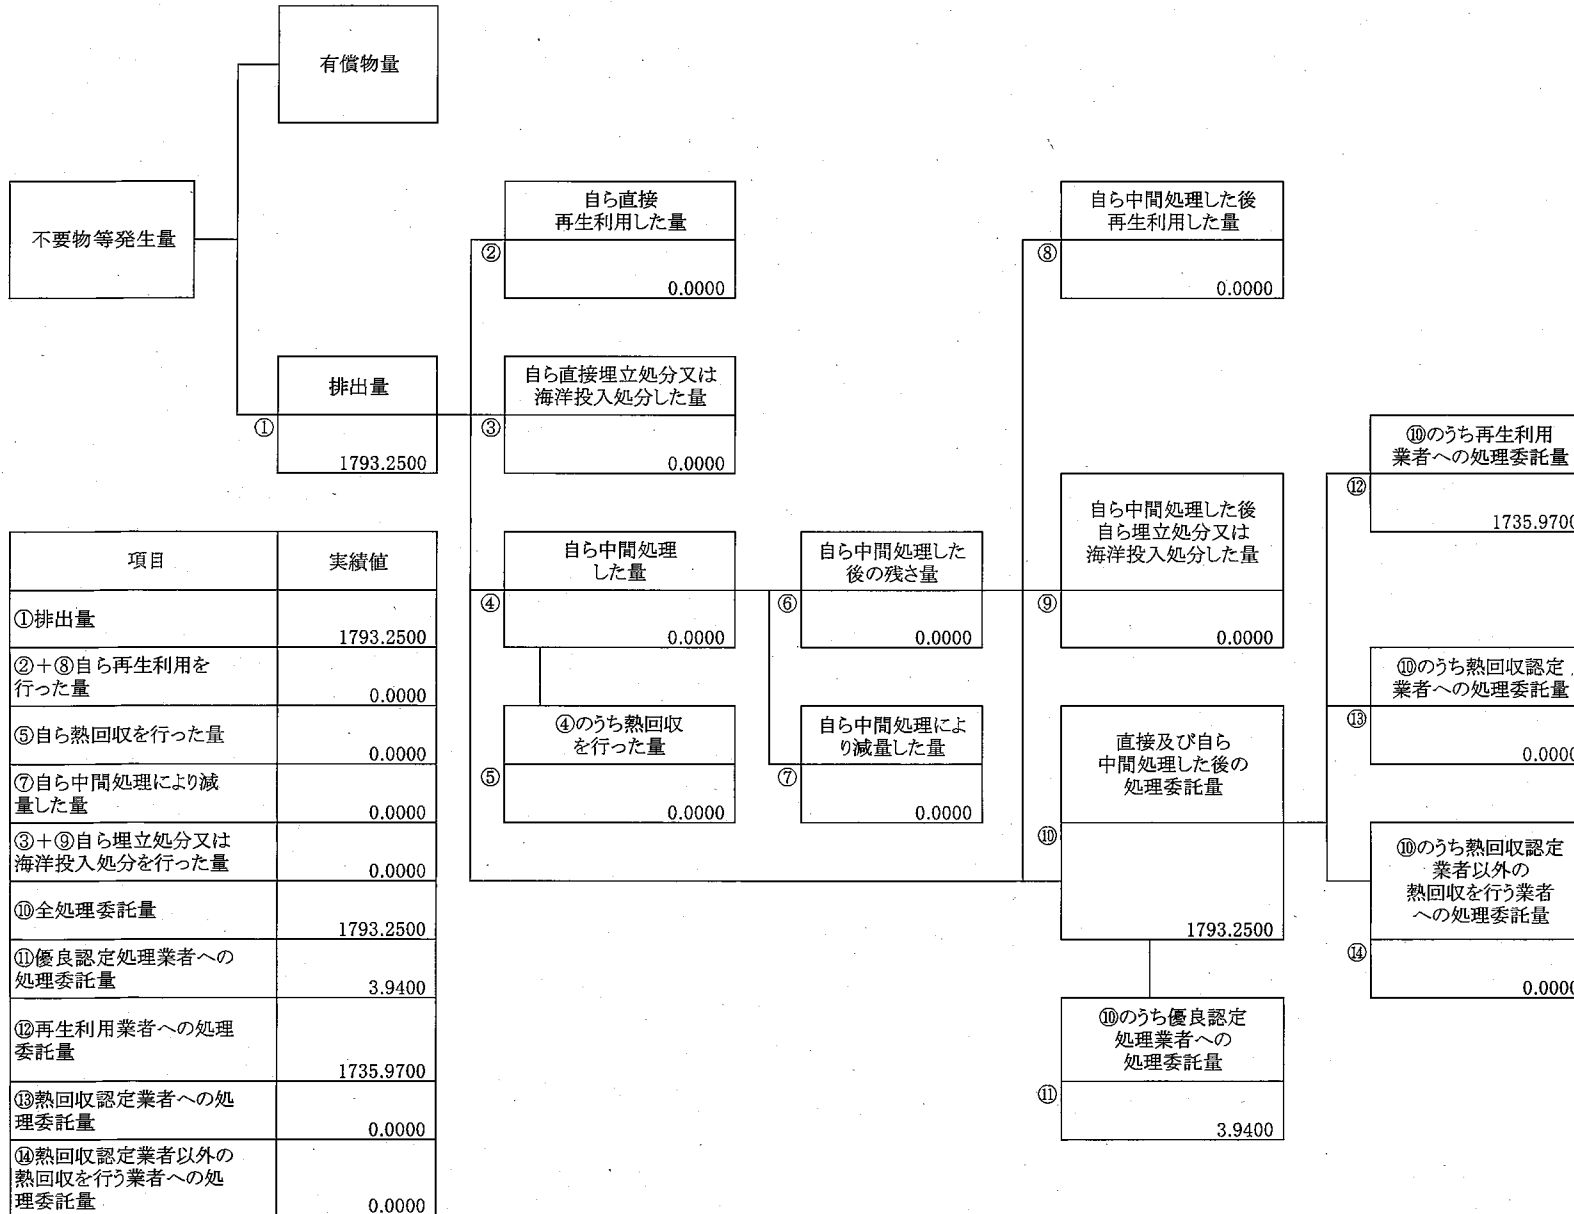 有償物量
不要物等発生量
自ら直接
再生利用した量
②
0.0000
自ら中間処理した後
再生利用した量
⑧
0.0000
排出量
①
1793.2500
自ら直接埋立処分又は
海洋投入処分した量
③
0.0000
⑩のうち再生利用
業者への処理委託量
⑫
1735.9700
自ら中間処理
した量
④
0.0000
自ら中間処理した
後の残さ量
⑥
0.0000
自ら中間処理した後
自ら埋立処分又は
海洋投入処分した量
⑨
0.0000
⑩のうち熱回収認定
業者への処理委託量
⑬
0.0000
④のうち熱回収
を行った量
⑤
0.0000
自ら中間処理によ
り減量した量
⑦
0.0000
直接及び自ら
中間処理した後の
処理委託量
⑩
1793.2500
⑩のうち熱回収認定
業者以外の
熱回収を行う業者
への処理委託量
⑭
0.0000
⑩のうち優良認定
処理業者への
処理委託量
⑪
3.9400
項目 実績値
①排出量
1793.2500
②+⑧自ら再生利用を
行った量
0.0000
⑤自ら熱回収を行った量
0.0000
⑦自ら中間処理により減
量した量
0.0000
③+⑨自ら埋立処分又は
海洋投入処分を行った量
0.0000
⑩全処理委託量
1793.2500
⑪優良認定処理業者への
処理委託量
3.9400
⑫再生利用業者への処理
委託量
1735.9700
⑬熱回収認定業者への処
理委託量
0.0000
⑭熱回収認定業者以外の
熱回収を行う業者への処
理委託量
0.0000